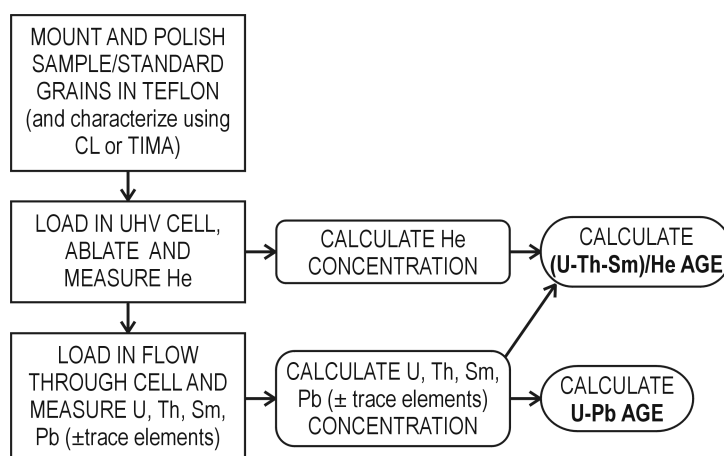 MOUNT AND POLISH
SAMPLE/STANDARD
GRAINS IN TEFLON
(and characterize using
CL or TIMA)
LOAD IN UHV CELL,
ABLATE AND
MEASURE He
CALCULATE He
CONCENTRATION
CALCULATE
(U-Th-Sm)/He AGE
LOAD IN FLOW
THROUGH CELL AND
MEASURE U, Th, Sm,
Pb (±trace elements)
CALCULATE U, Th, Sm,
Pb (± trace elements)
CONCENTRATION
CALCULATE
U-Pb AGE